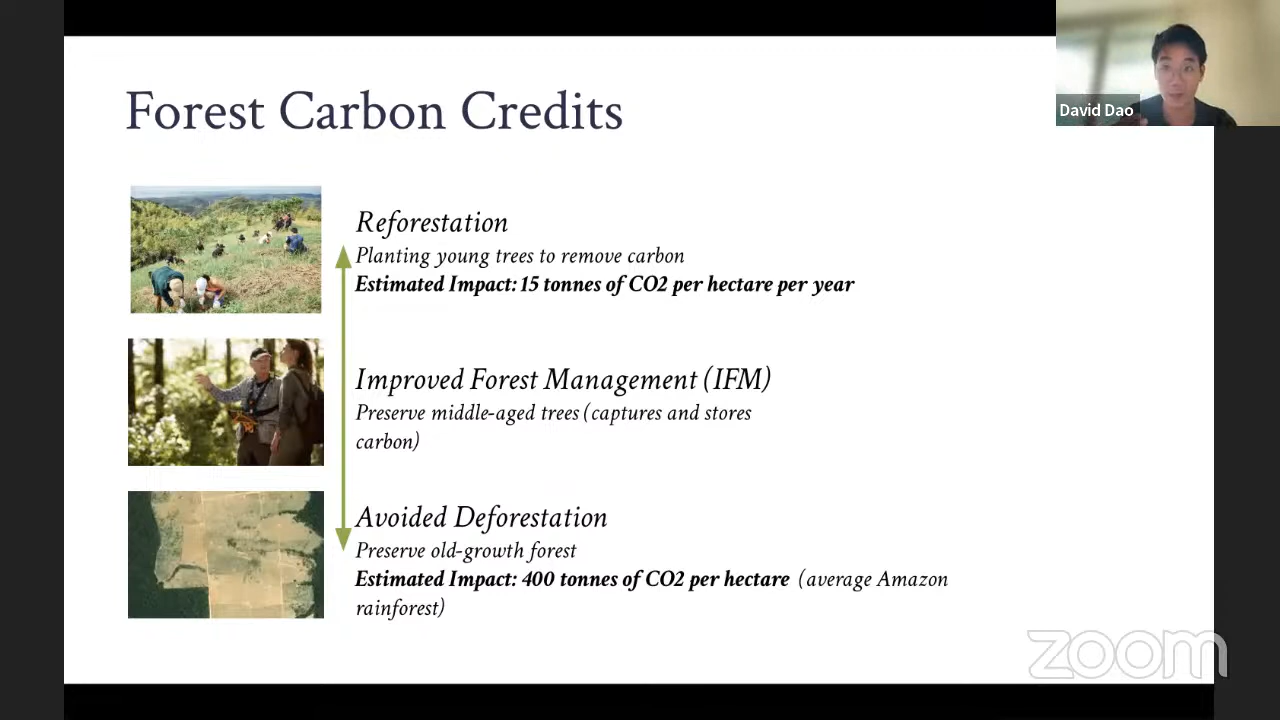 Forest Carbon Credits
David Dao
Reforestation
Planting young trees to remove carbon
Estimated Impact: 15 tonnes of CO2 per hectare per year
Improved Forest Management (IFM)
Preserve middle-aged trees (captures and stores
carbon)
Avoided Deforestation
Preserve old-growth forest
Estimated Impact: 400 tonnes of CO2 per hectare (average Amazon
rainforest)
zoom